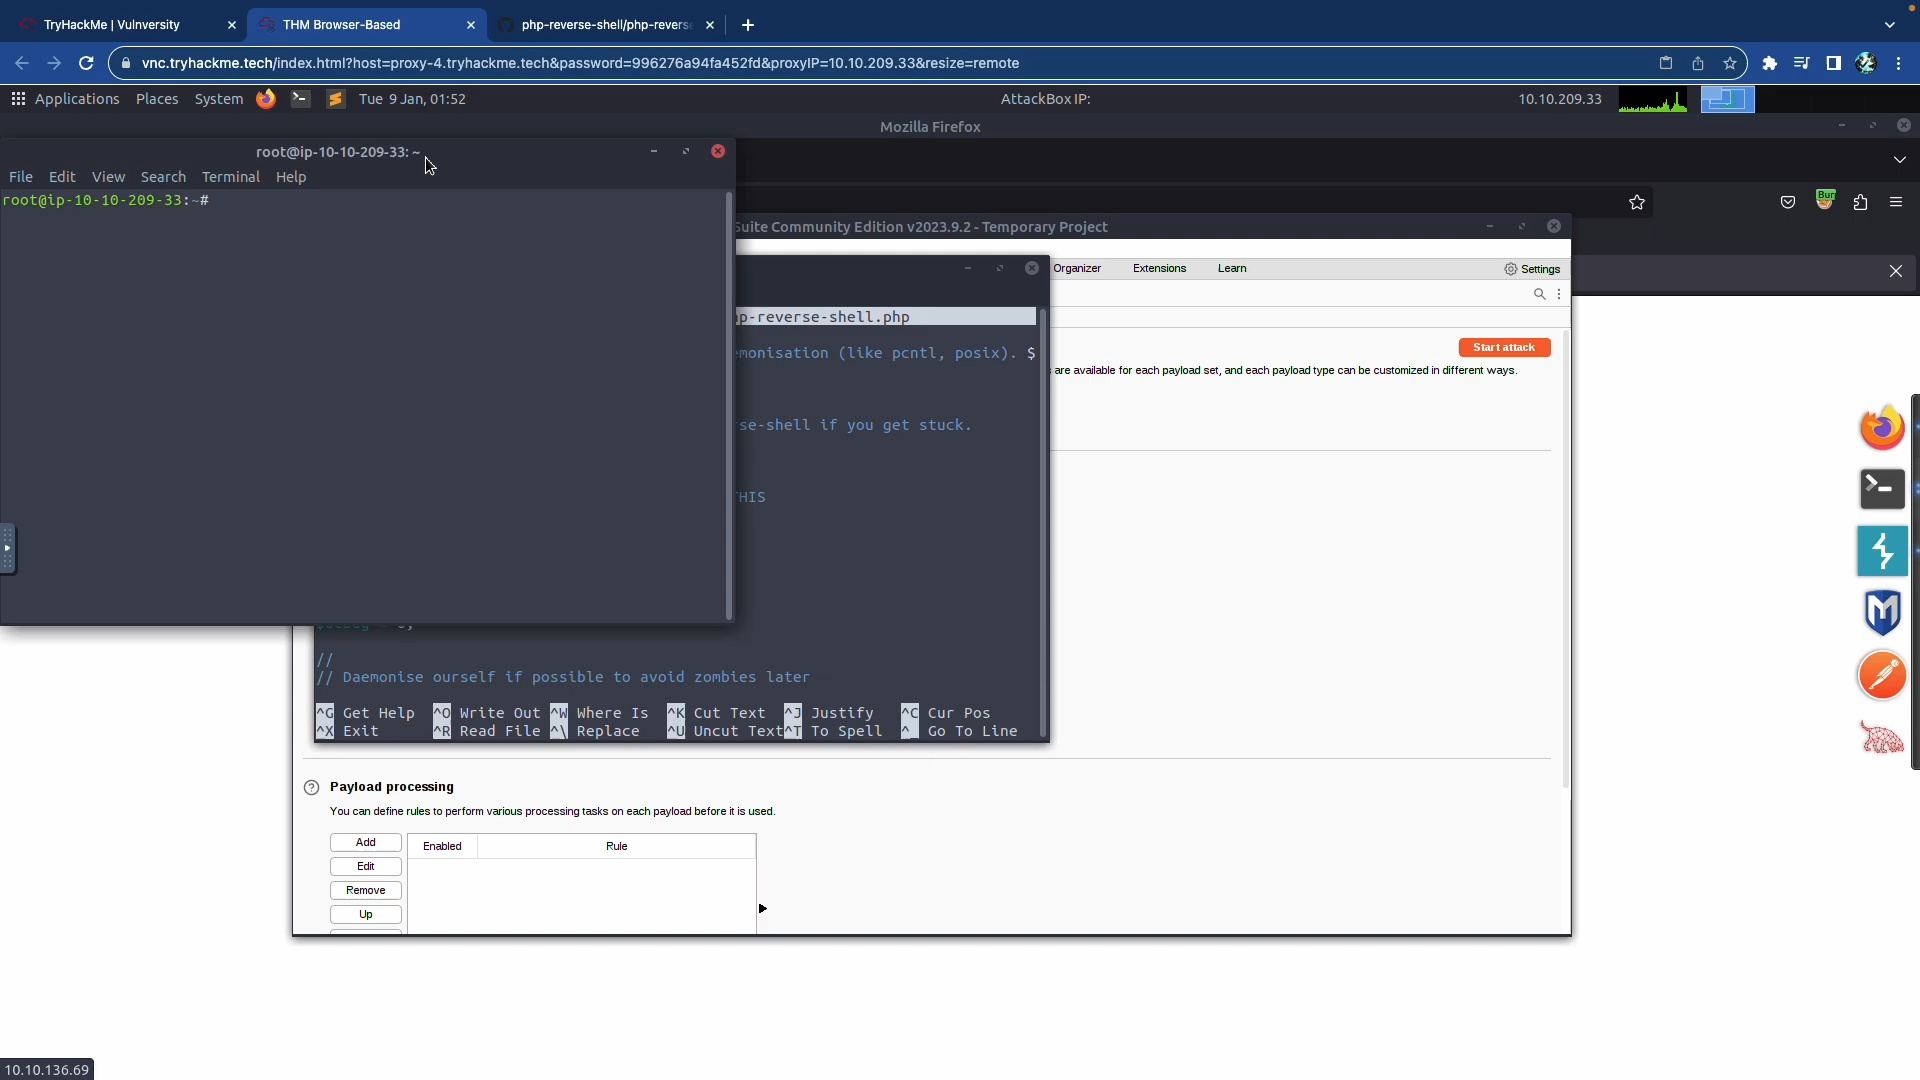 TryHackMe | Vulnversity
THM Browser-Based
php-reverse-shell/php-revers
vnc.tryhackme.tech/index.html?host=proxy-4.tryhackme.tech&password=996276a94fa452fd&proxyIP=10.10.209.33&resize=remote
Applications Places System Tue 9 Jan, 01:52 AttackBox IP: 10.10.209.33
Mozilla Firefox
root@ip-10-10-209-33: ~
File Edit View Search Terminal Help
root@ip-10-10-209-33:~#
Bur
Suite Community Edition v2023.9.2 - Temporary Project
Organizer Extensions Learn Settings
p-reverse-shell.php
emonisation (like pcntl, posix). $
Start attack
are available for each payload set, and each payload type can be customized in different ways.
se-shell if you get stuck.
THIS
//
// Daemonise ourself if possible to avoid zombies later
^G Get Help ^O Write Out ^W Where Is ^K Cut Text ^J Justify ^C Cur Pos
^X Exit ^R Read File ^\ Replace ^U Uncut Text ^T To Spell ^_ Go To Line
Payload processing
You can define rules to perform various processing tasks on each payload before it is used.
Add
Enabled Rule
Edit
Remove
Up
10.10.136.69